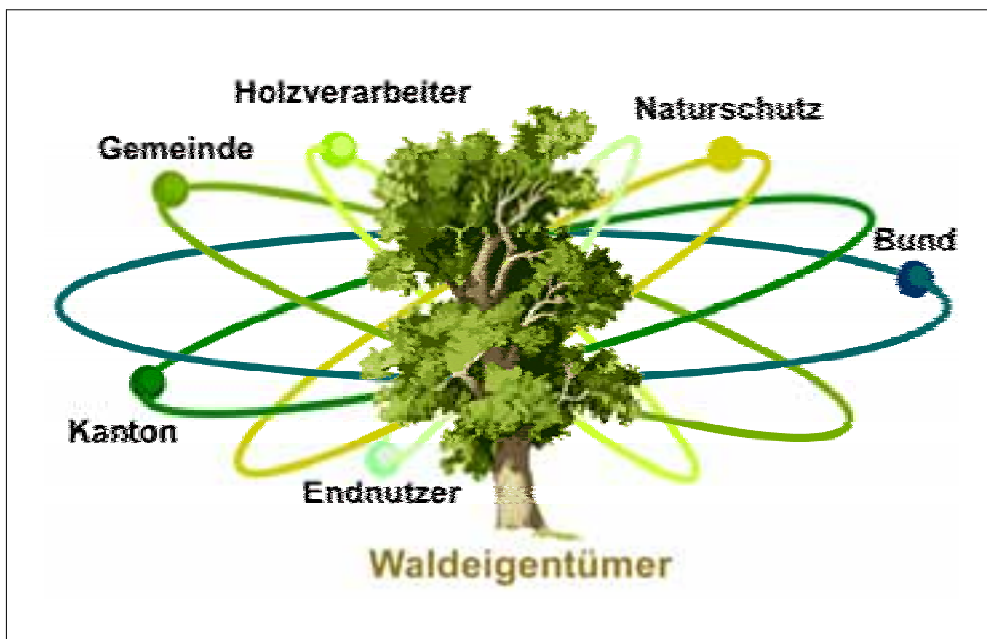 Holzverarbeiter
Naturschutz
Gemeinde
Bund
Kanton
Endnutzer
Waldeigentümer